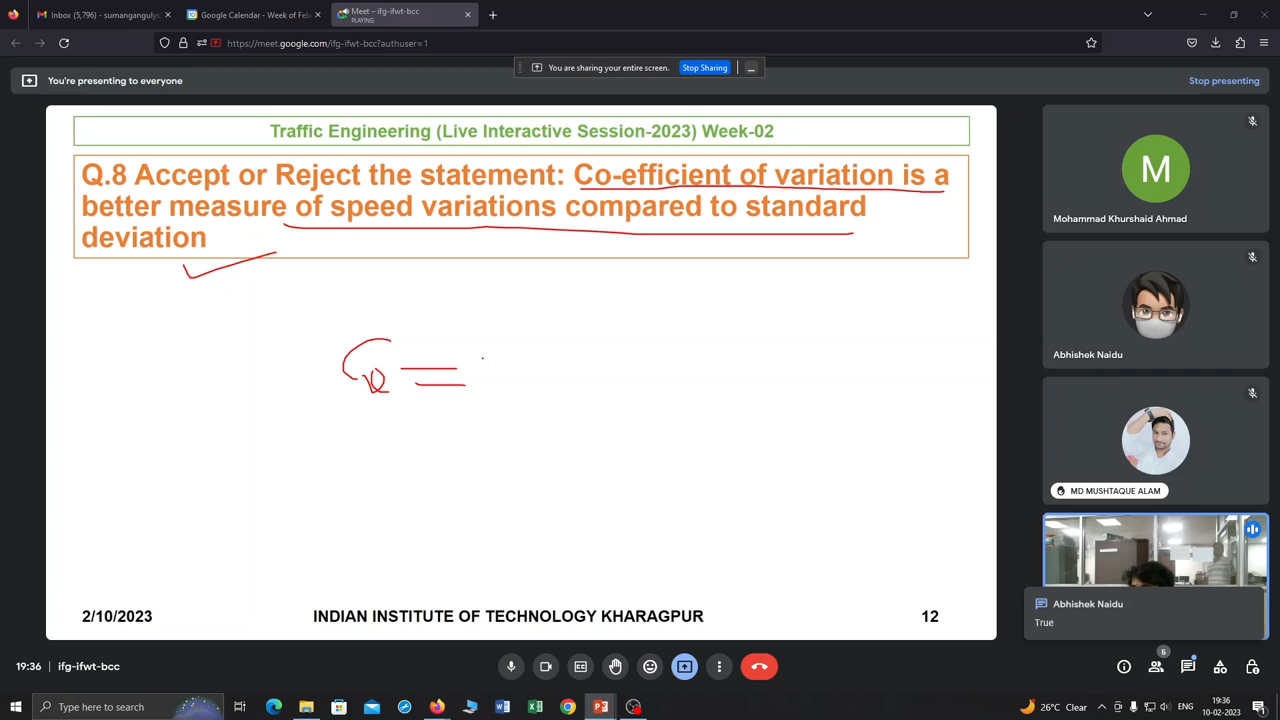 Inbox (5,796) - sumangangulys
Google Calendar - Week of Fe
Meet – ifg-ifwt-bcc
PLAYING
https://meet.google.com/ifg-ifwt-bcc?authuser=1
You are sharing your entire screen.
Stop Sharing
You're presenting to everyone
Stop presenting
Traffic Engineering (Live Interactive Session-2023) Week-02
Q.8 Accept or Reject the statement: Co-efficient of variation is a
better measure of speed variations compared to standard
deviation
=
2/10/2023
INDIAN INSTITUTE OF TECHNOLOGY KHARAGPUR
12
M
Mohammad Khurshaid Ahmad
Abhishek Naidu
MD MUSHTAQUE ALAM
Abhishek Naidu
True
19:36
ifg-ifwt-bcc
6
Type here to search
26°C Clear
ENG
19:36
10-02-2023